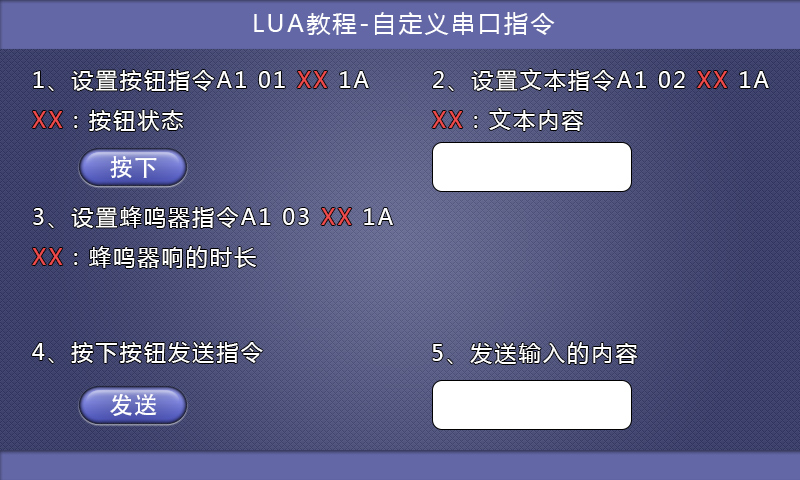 LUA教程-自定义串口指令
1、设置按钮指令A1 01 XX 1A
XX：按钮状态
按下
2、设置文本指令A1 02 XX 1A
XX：文本内容
3、设置蜂鸣器指令A1 03 XX 1A
XX：蜂鸣器响的时长
4、按下按钮发送指令
发送
5、发送输入的内容